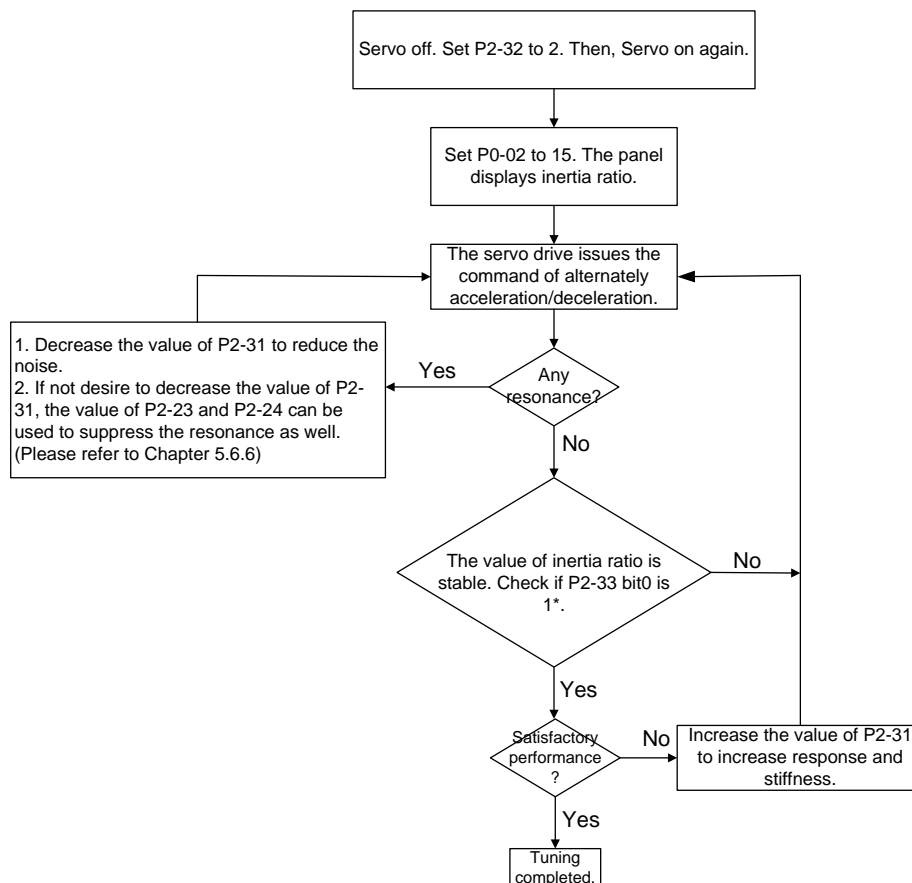 Servo off. Set P2-32 to 2. Then, Servo on again.
Set P0-02 to 15. The panel
displays inertia ratio.
The servo drive issues the
command of alternately
acceleration/deceleration.
1. Decrease the value of P2-31 to reduce the
noise.
2. If not desire to decrease the value of P2-
31, the value of P2-23 and P2-24 can be
used to suppress the resonance as well.
(Please refer to Chapter 5.6.6)
Yes
Any
resonance?
No
The value of inertia ratio is
stable. Check if P2-33 bit0 is
1*.
No
Yes
Satisfactory
performance
?
No
Increase the value of P2-31
to increase response and
stiffness.
Yes
Tuning
completed.